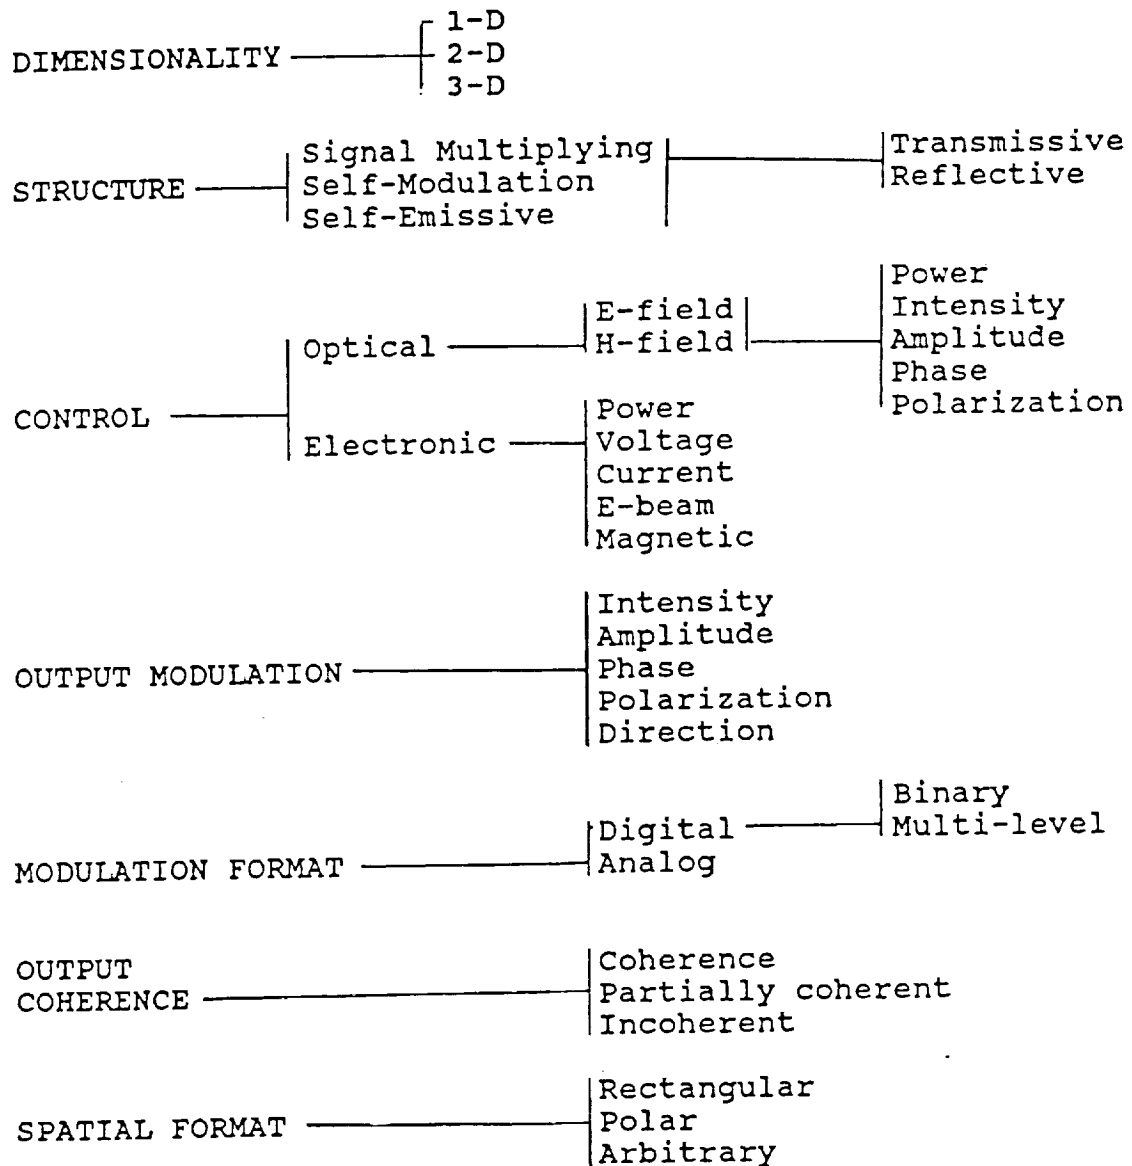 DIMENSIONALITY
1-D
2-D
3-D
STRUCTURE
Signal Multiplying
Self-Modulation
Self-Emissive
Transmissive
Reflective
CONTROL
Optical
E-field
H-field
Power
Intensity
Amplitude
Phase
Polarization
Electronic
Power
Voltage
Current
E-beam
Magnetic
OUTPUT MODULATION
Intensity
Amplitude
Phase
Polarization
Direction
MODULATION FORMAT
Digital
Analog
Binary
Multi-level
OUTPUT
COHERENCE
Coherence
Partially coherent
Incoherent
SPATIAL FORMAT
Rectangular
Polar
Arbitrary